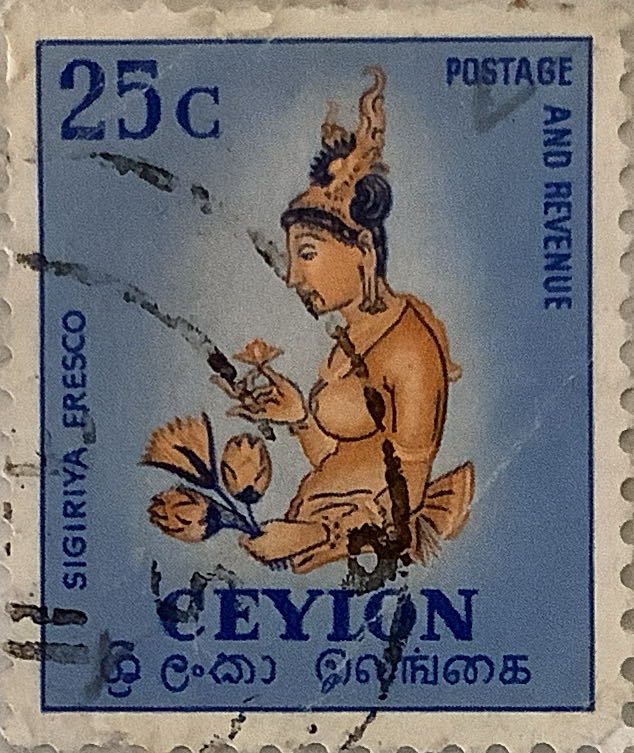 25c
POSTAGE
AND REVENUE
SIGIRIYA FRESCO
CEYLON
ශ්‍රී ලංකා இலங்கை